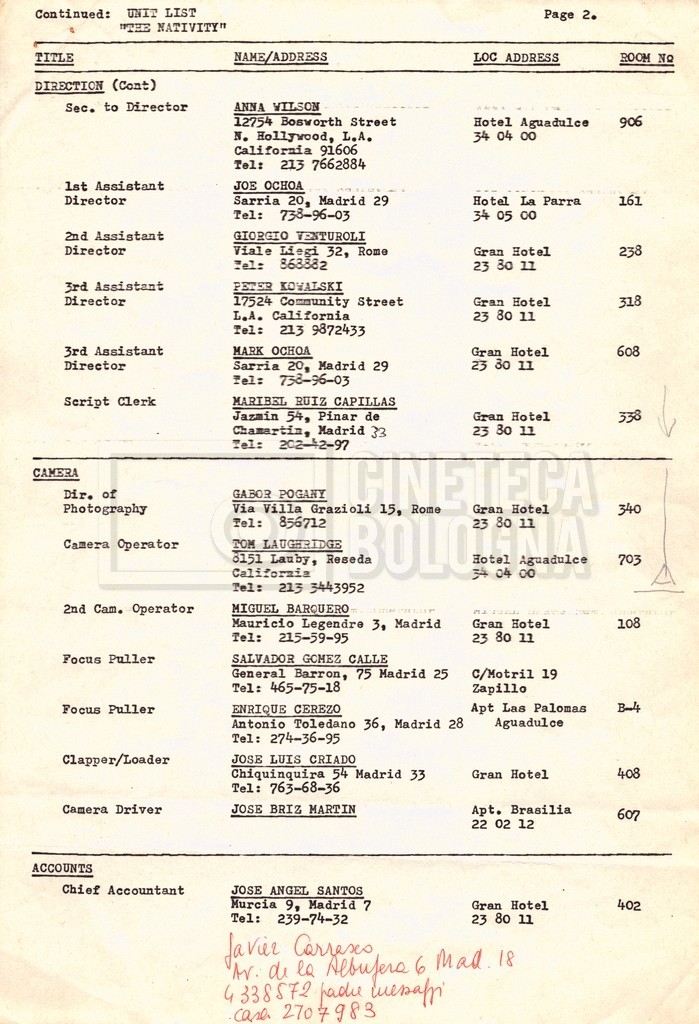 Continued: UNIT LIST Page 2.
"THE NATIVITY"
TITLE NAME/ADDRESS LOC ADDRESS ROOM No
DIRECTION (Cont)
Sec. to Director ANNA WILSON
12754 Bosworth Street Hotel Aguadulce 906
N. Hollywood, L.A. 34 04 00
California 91606
Tel: 213 7662884
1st Assistant JOE OCHOA
Director Sarria 20, Madrid 29 Hotel La Parra 161
Tel: 738-96-03 34 05 00
2nd Assistant GIORGIO VENTUROLI
Director Viale Liegi 32, Rome Gran Hotel 238
Tel: 868882 23 80 11
3rd Assistant PETER KOWALSKI
Director 17524 Community Street Gran Hotel 318
L.A. California 23 80 11
Tel: 213 9872433
3rd Assistant MARK OCHOA Gran Hotel 608
Director Sarria 20, Madrid 29 23 80 11
Tel: 738-96-03
Script Clerk MARIBEL RUIZ CAPILLAS
Jazmin 54, Pinar de Gran Hotel 338
Chamartin, Madrid 33 23 80 11
Tel: 202-42-97
CAMERA
CINETECA
BOLOGNA
Dir. of GABOR POGANY
Photography Via Villa Grazioli 15, Rome Gran Hotel 340
Tel: 856712 23 80 11
Camera Operator TOM LAUGHRIDGE
8151 Lanby, Reseda Hotel Aguadulce 703
California 34 04 00
Tel: 213 3443952
2nd Cam. Operator MIGUEL BARQUERO
Mauricio Legendre 3, Madrid Gran Hotel 108
Tel: 215-59-95 23 80 11
Focus Puller SALVADOR GOMEZ CALLE
General Barron, 75 Madrid 25 C/Motril 19
Tel: 465-75-18 Zapillo
Focus Puller ENRIQUE CEREZO Apt Las Palomas B-4
Antonio Toledano 36, Madrid 28 Aguadulce
Tel: 274-36-95
Clapper/Loader JOSE LUIS CRIADO
Chiquinquira 54 Madrid 33 Gran Hotel 408
Tel: 763-68-36
Camera Driver JOSE BRIZ MARTIN Apt. Brasilia 607
22 02 12
ACCOUNTS
Chief Accountant JOSE ANGEL SANTOS
Murcia 9, Madrid 7 Gran Hotel 402
Tel: 239-74-32 23 80 11
Javier Carrasco
Av. de la Albufera 6 Mad. 18
4338572 padre messaggi
casa 2707983